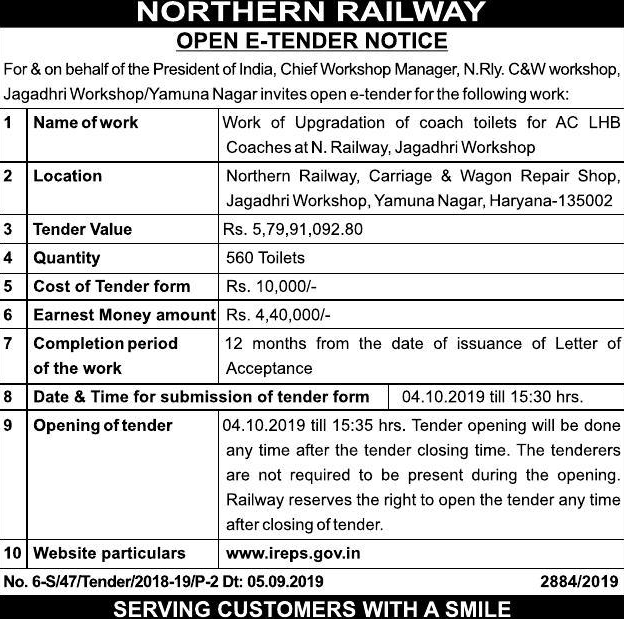 NORTHERN RAILWAY
OPEN E-TENDER NOTICE
For & on behalf of the President of India, Chief Workshop Manager, N.Rly. C&W workshop,
Jagadhri Workshop/Yamuna Nagar invites open e-tender for the following work:
1 Name of work Work of Upgradation of coach toilets for AC LHB
Coaches at N. Railway, Jagadhri Workshop
2 Location Northern Railway, Carriage & Wagon Repair Shop,
Jagadhri Workshop, Yamuna Nagar, Haryana-135002
3 Tender Value Rs. 5,79,91,092.80
4 Quantity 560 Toilets
5 Cost of Tender form Rs. 10,000/-
6 Earnest Money amount Rs. 4,40,000/-
7 Completion period 12 months from the date of issuance of Letter of
of the work Acceptance
8 Date & Time for submission of tender form 04.10.2019 till 15:30 hrs.
9 Opening of tender 04.10.2019 till 15:35 hrs. Tender opening will be done
any time after the tender closing time. The tenderers
are not required to be present during the opening.
Railway reserves the right to open the tender any time
after closing of tender.
10 Website particulars www.ireps.gov.in
No. 6-S/47/Tender/2018-19/P-2 Dt: 05.09.2019 2884/2019
SERVING CUSTOMERS WITH A SMILE